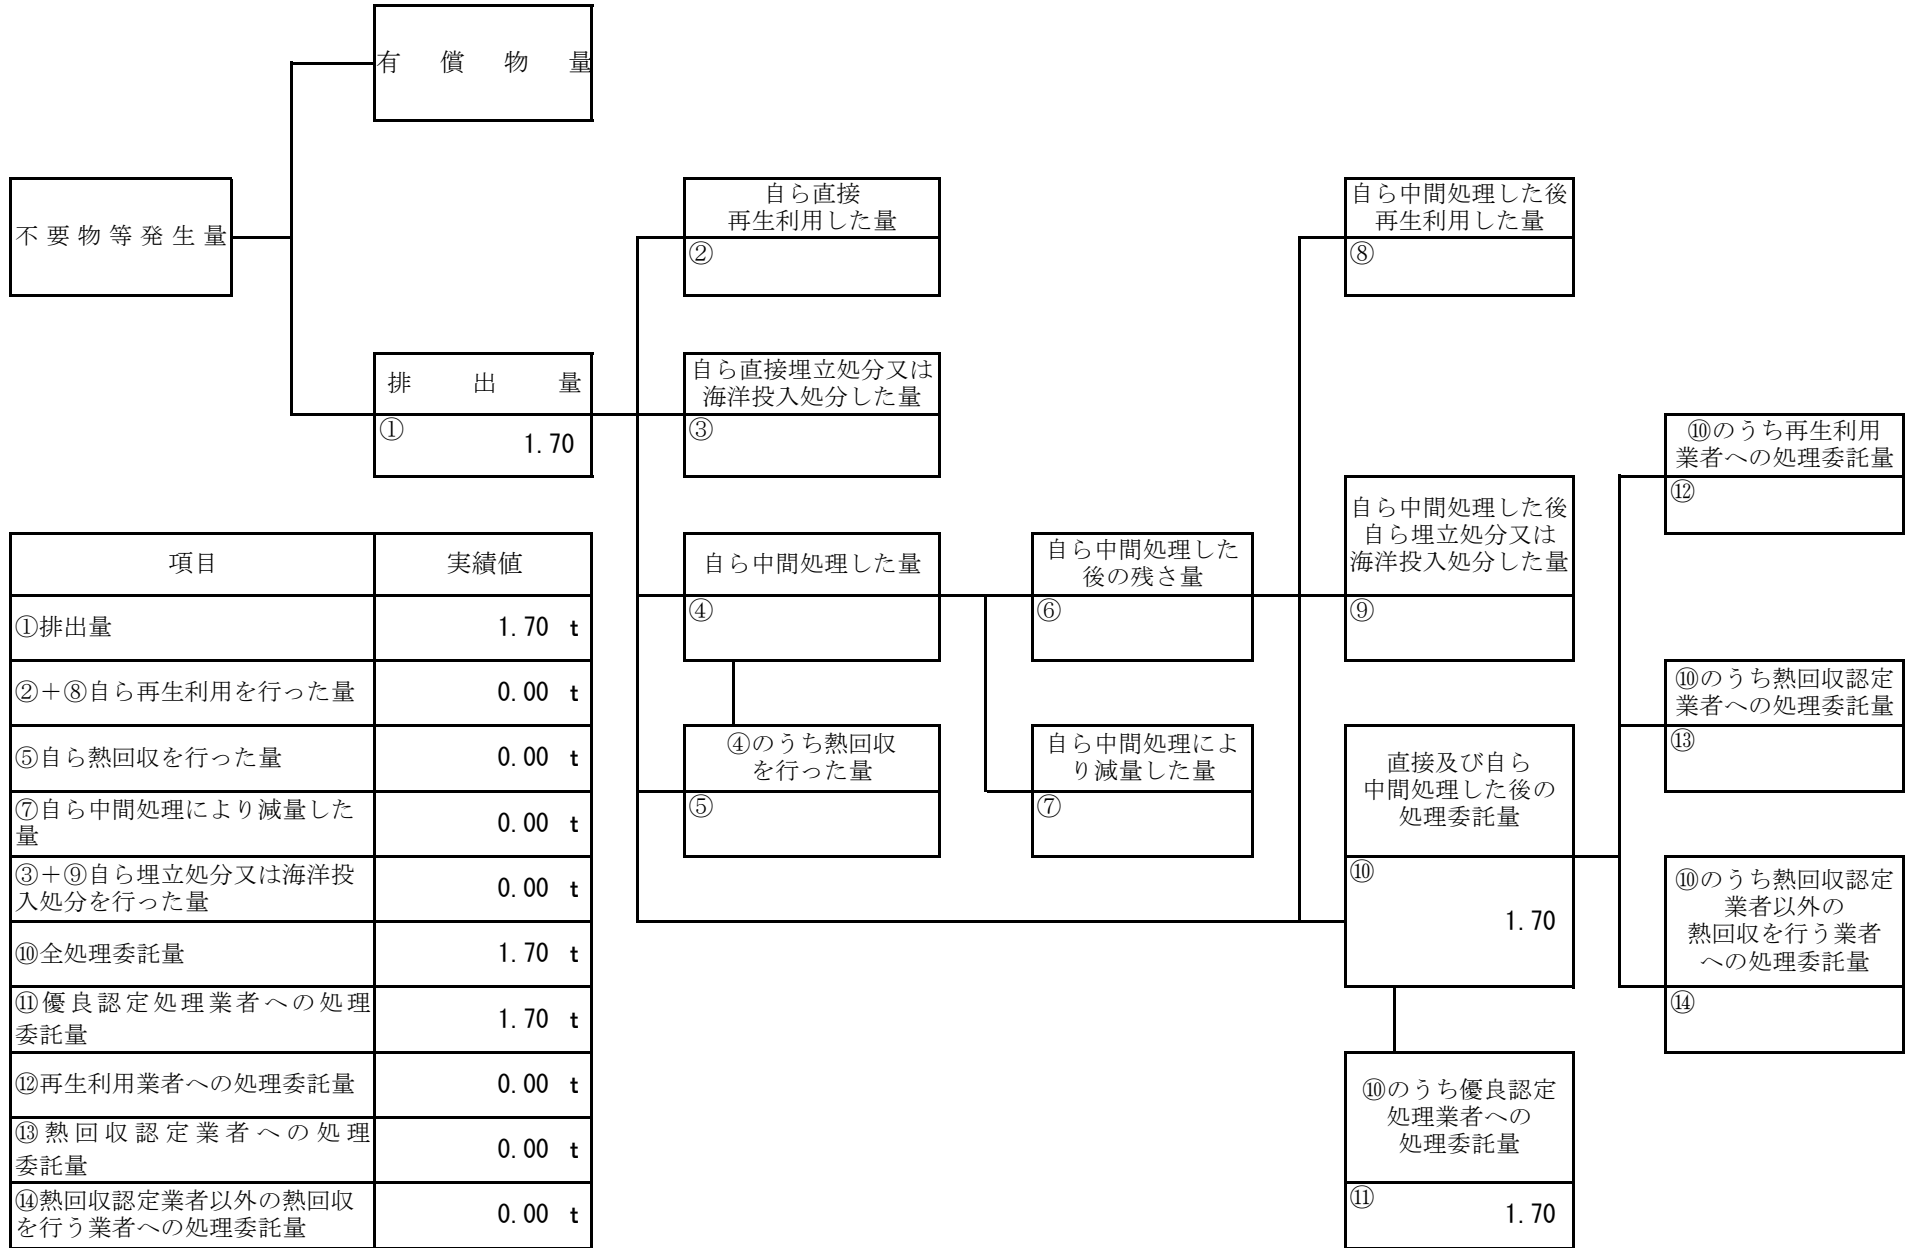 有償物量
不要物等発生量
自ら直接
再生利用した量
②
自ら中間処理した後
再生利用した量
⑧
排出量
①
1.70
自ら直接埋立処分又は
海洋投入処分した量
③
⑩のうち再生利用
業者への処理委託量
⑫
自ら中間処理した量
④
自ら中間処理した
後の残さ量
⑥
自ら中間処理した後
自ら埋立処分又は
海洋投入処分した量
⑨
⑩のうち熱回収認定
業者への処理委託量
⑬
④のうち熱回収
を行った量
⑤
自ら中間処理によ
り減量した量
⑦
直接及び自ら
中間処理した後の
処理委託量
⑩
1.70
⑩のうち熱回収認定
業者以外の
熱回収を行う業者
への処理委託量
⑭
⑩のうち優良認定
処理業者への
処理委託量
⑪
1.70
項目 実績値
①排出量 1.70 t
②＋⑧自ら再生利用を行った量 0.00 t
⑤自ら熱回収を行った量 0.00 t
⑦自ら中間処理により減量した
量 0.00 t
③＋⑨自ら埋立処分又は海洋投
入処分を行った量 0.00 t
⑩全処理委託量 1.70 t
⑪優良認定処理業者への処理
委託量 1.70 t
⑫再生利用業者への処理委託量 0.00 t
⑬熱回収認定業者への処理
委託量 0.00 t
⑭熱回収認定業者以外の熱回収
を行う業者への処理委託量 0.00 t